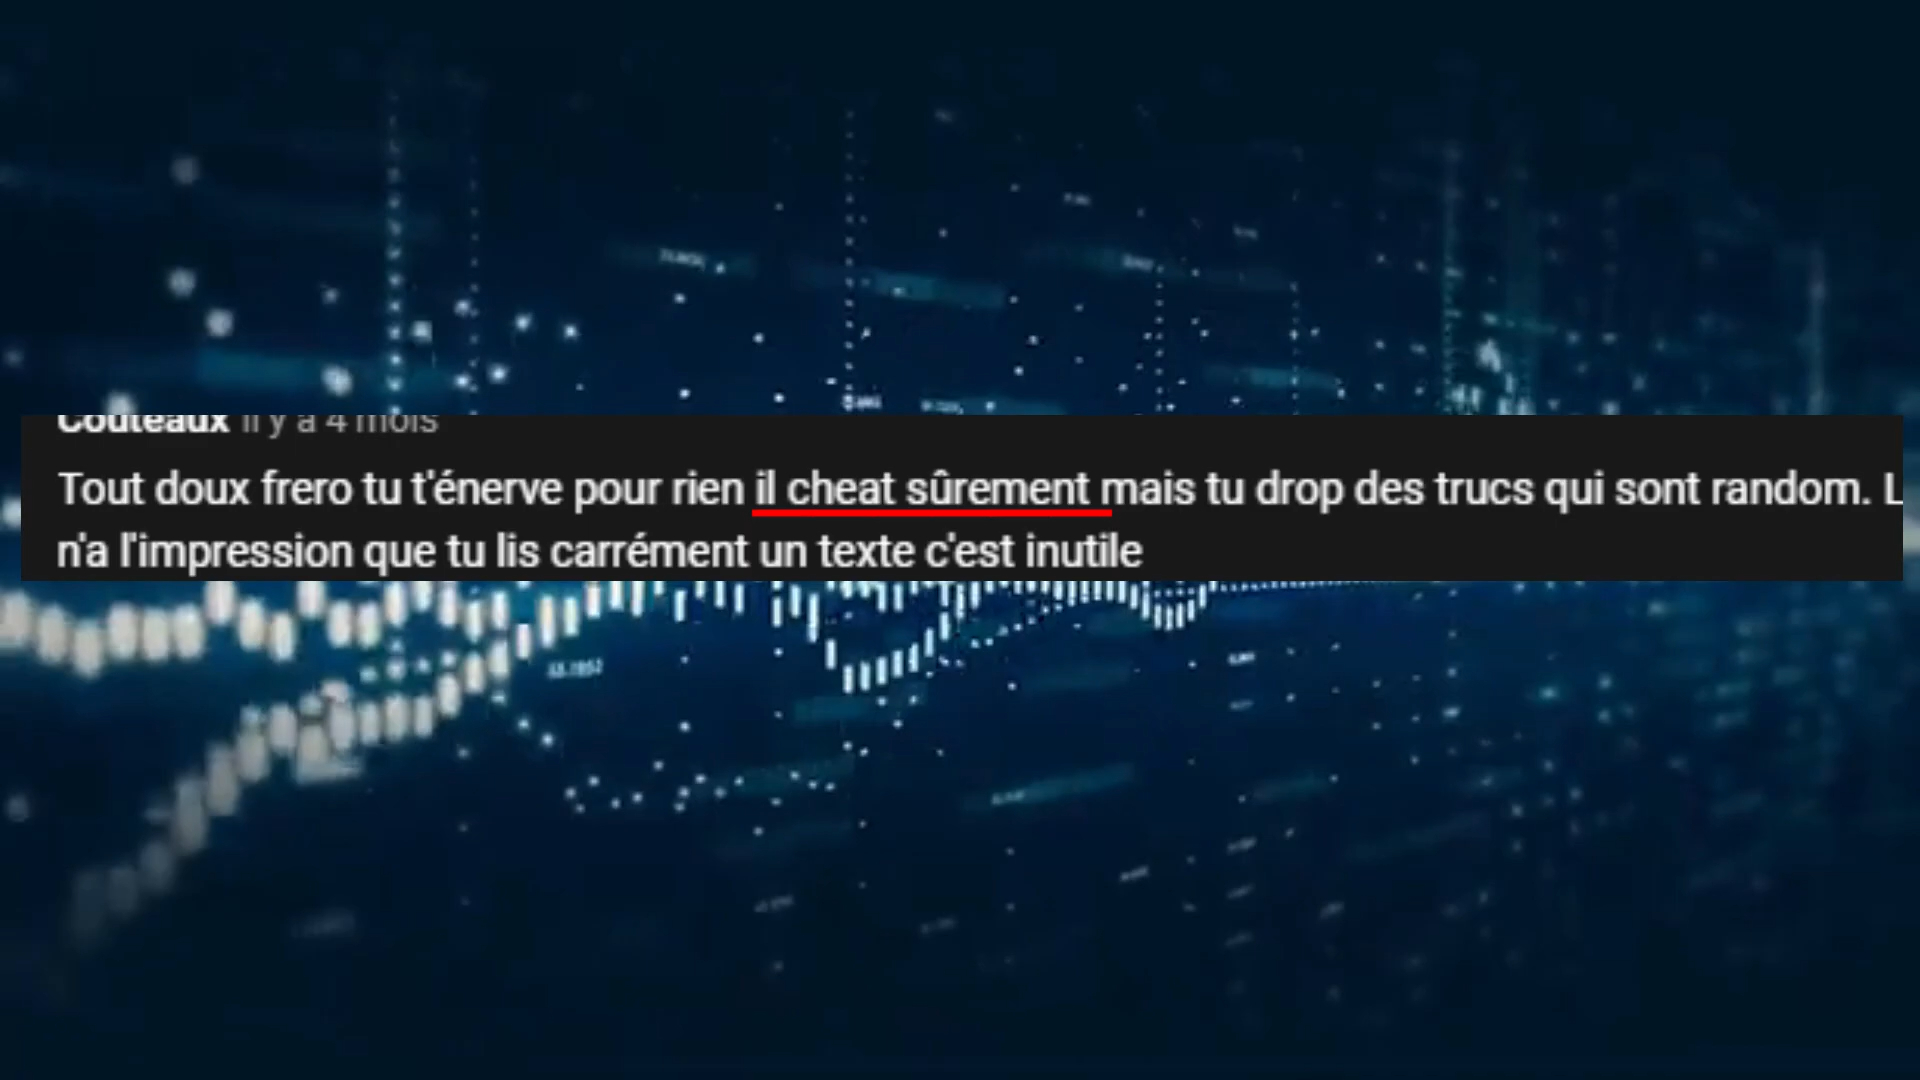 Couteaux il y a 4 mois
Tout doux frero tu t'énerve pour rien il cheat sûrement mais tu drop des trucs qui sont random. L
n'a l'impression que tu lis carrément un texte c'est inutile